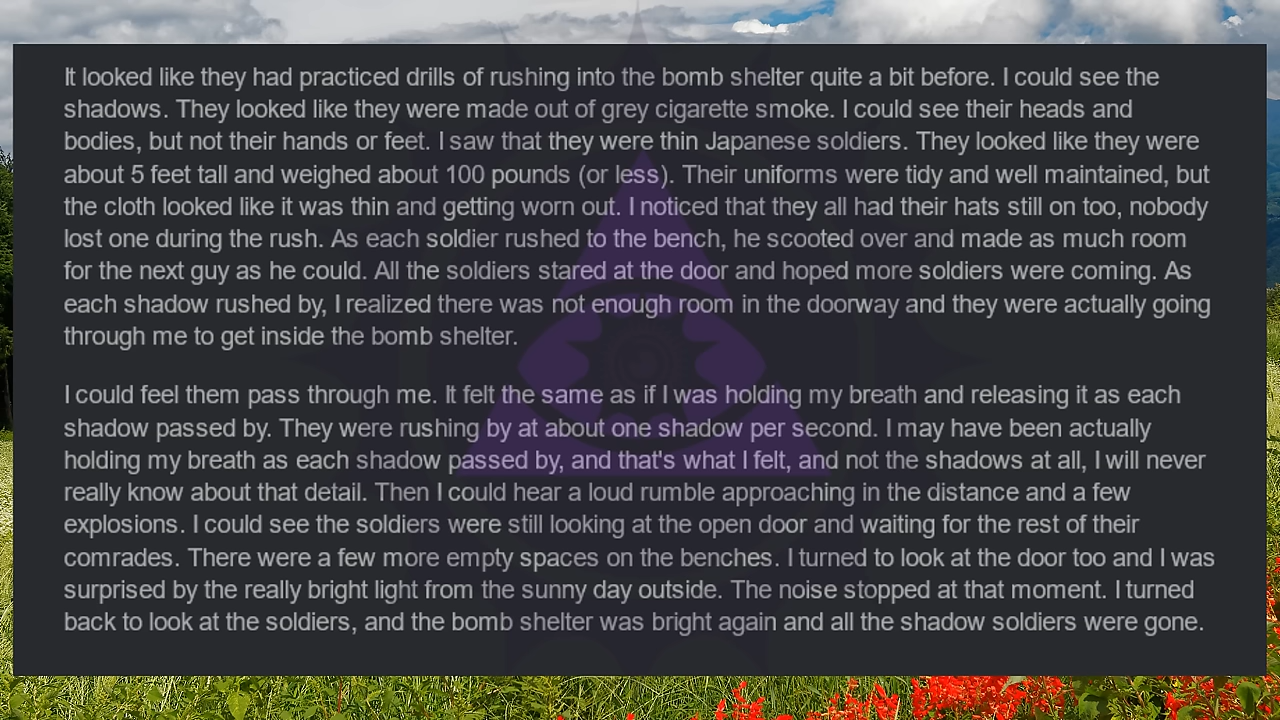 It looked like they had practiced drills of rushing into the bomb shelter quite a bit before. I could see the
shadows. They looked like they were made out of grey cigarette smoke. I could see their heads and
bodies, but not their hands or feet. I saw that they were thin Japanese soldiers. They looked like they were
about 5 feet tall and weighed about 100 pounds (or less). Their uniforms were tidy and well maintained, but
the cloth looked like it was thin and getting worn out. I noticed that they all had their hats still on too, nobody
lost one during the rush. As each soldier rushed to the bench, he scooted over and made as much room
for the next guy as he could. All the soldiers stared at the door and hoped more soldiers were coming. As
each shadow rushed by, I realized there was not enough room in the doorway and they were actually going
through me to get inside the bomb shelter.
I could feel them pass through me. It felt the same as if I was holding my breath and releasing it as each
shadow passed by. They were rushing by at about one shadow per second. I may have been actually
holding my breath as each shadow passed by, and that's what I felt, and not the shadows at all, I will never
really know about that detail. Then I could hear a loud rumble approaching in the distance and a few
explosions. I could see the soldiers were still looking at the open door and waiting for the rest of their
comrades. There were a few more empty spaces on the benches. I turned to look at the door too and I was
surprised by the really bright light from the sunny day outside. The noise stopped at that moment. I turned
back to look at the soldiers, and the bomb shelter was bright again and all the shadow soldiers were gone.